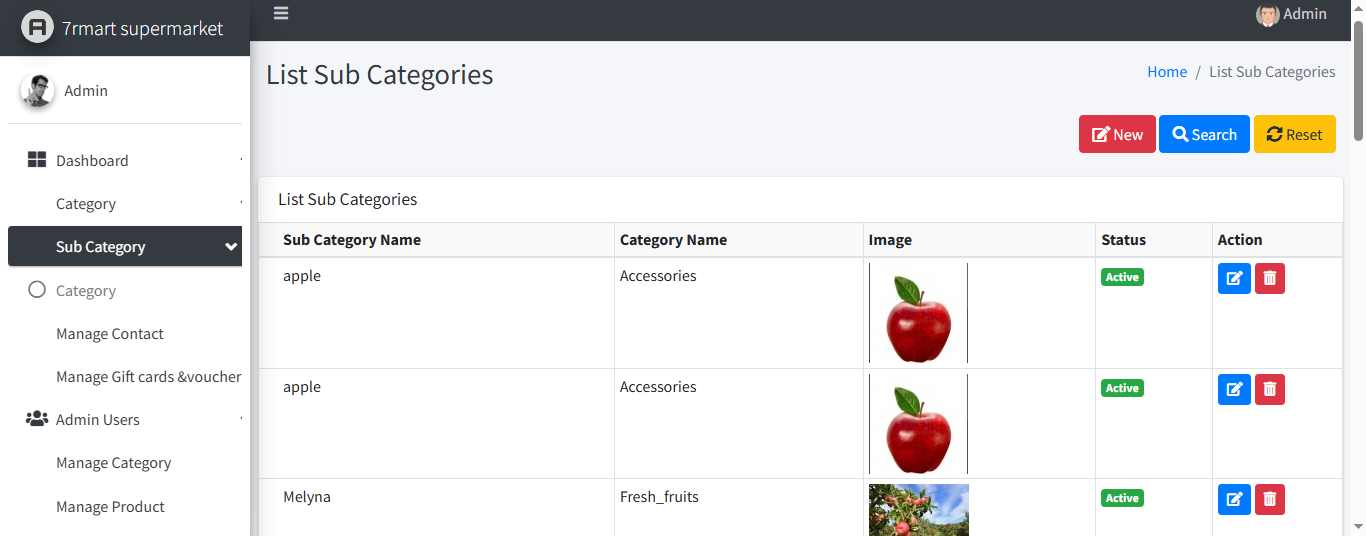 7rmart supermarket
Admin
Admin
Dashboard
Category
Sub Category
Category
Manage Contact
Manage Gift cards &voucher
Admin Users
Manage Category
Manage Product
List Sub Categories
Home / List Sub Categories
New Search Reset
List Sub Categories
Sub Category Name Category Name Image Status Action
apple Accessories Active
apple Accessories Active
Melyna Fresh_fruits Active